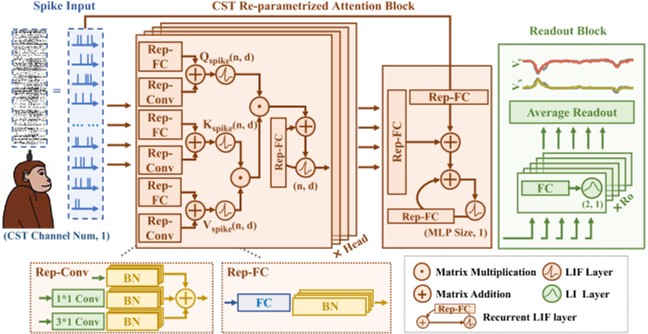 Spike Input
CST Re-parametrized Attention Block
Readout Block
(CST Channel Num, 1)
Rep-
FC
Rep-
Conv
Rep-
FC
Rep-
Conv
Rep-
FC
Rep-
Conv
Qspike(n, d)
Kspike(n, d)
Vspike(n, d)
Rep-FC
(n, d)
× Head
Rep-FC
Rep-FC
Rep-FC
(MLP Size, 1)
Average Readout
FC
(2, 1)
×Ro
Rep-Conv
BN
1*1 Conv
BN
3*1 Conv
BN
Rep-FC
FC
BN
Matrix Multiplication
LIF Layer
Matrix Addition
LI Layer
Rep-FC
Recurrent LIF layer